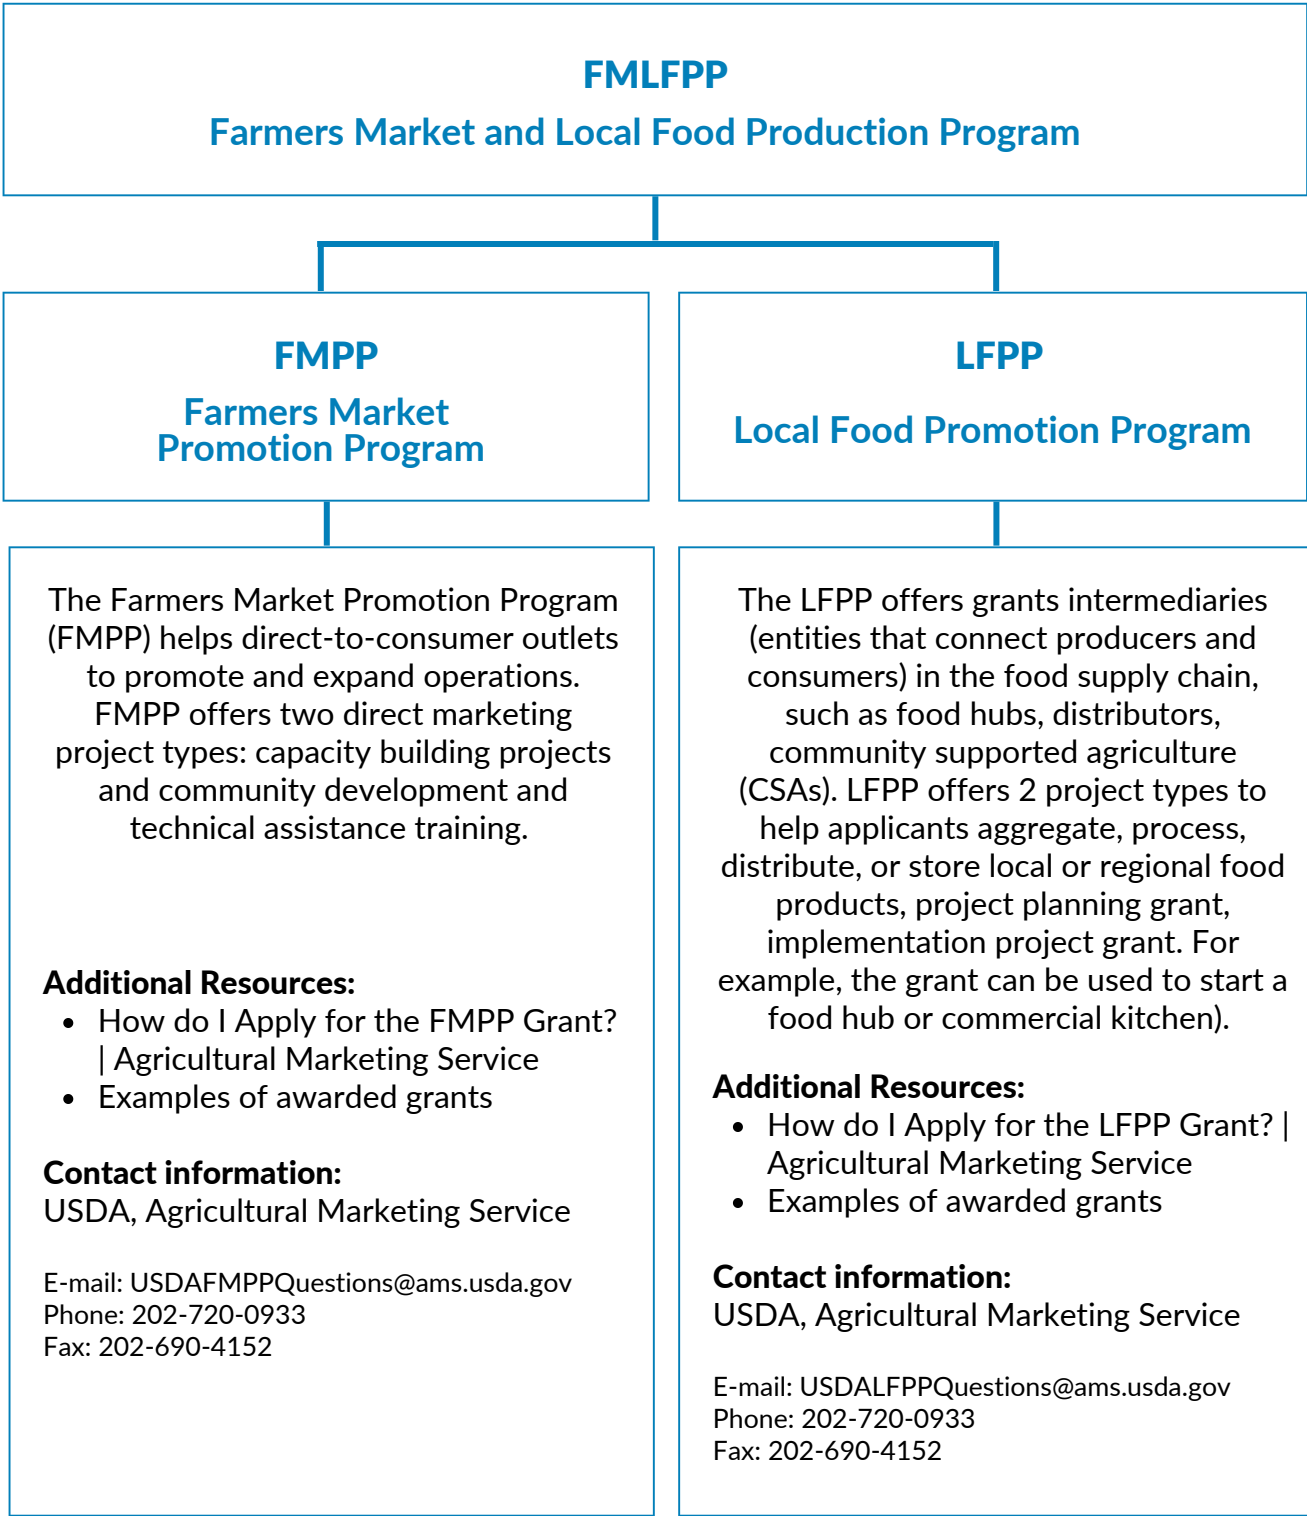 FMLFPP
Farmers Market and Local Food Production Program
FMPP
Farmers Market
Promotion Program
LFPP
Local Food Promotion Program
The Farmers Market Promotion Program
(FMPP) helps direct-to-consumer outlets
to promote and expand operations.
FMPP offers two direct marketing
project types: capacity building projects
and community development and
technical assistance training.
Additional Resources:
• How do I Apply for the FMPP Grant?
| Agricultural Marketing Service
• Examples of awarded grants
Contact information:
USDA, Agricultural Marketing Service
E-mail: USDAFMPPQuestions@ams.usda.gov
Phone: 202-720-0933
Fax: 202-690-4152
The LFPP offers grants intermediaries
(entities that connect producers and
consumers) in the food supply chain,
such as food hubs, distributors,
community supported agriculture
(CSAs). LFPP offers 2 project types to
help applicants aggregate, process,
distribute, or store local or regional food
products, project planning grant,
implementation project grant. For
example, the grant can be used to start a
food hub or commercial kitchen).
Additional Resources:
• How do I Apply for the LFPP Grant? |
Agricultural Marketing Service
• Examples of awarded grants
Contact information:
USDA, Agricultural Marketing Service
E-mail: USDALFPPQuestions@ams.usda.gov
Phone: 202-720-0933
Fax: 202-690-4152